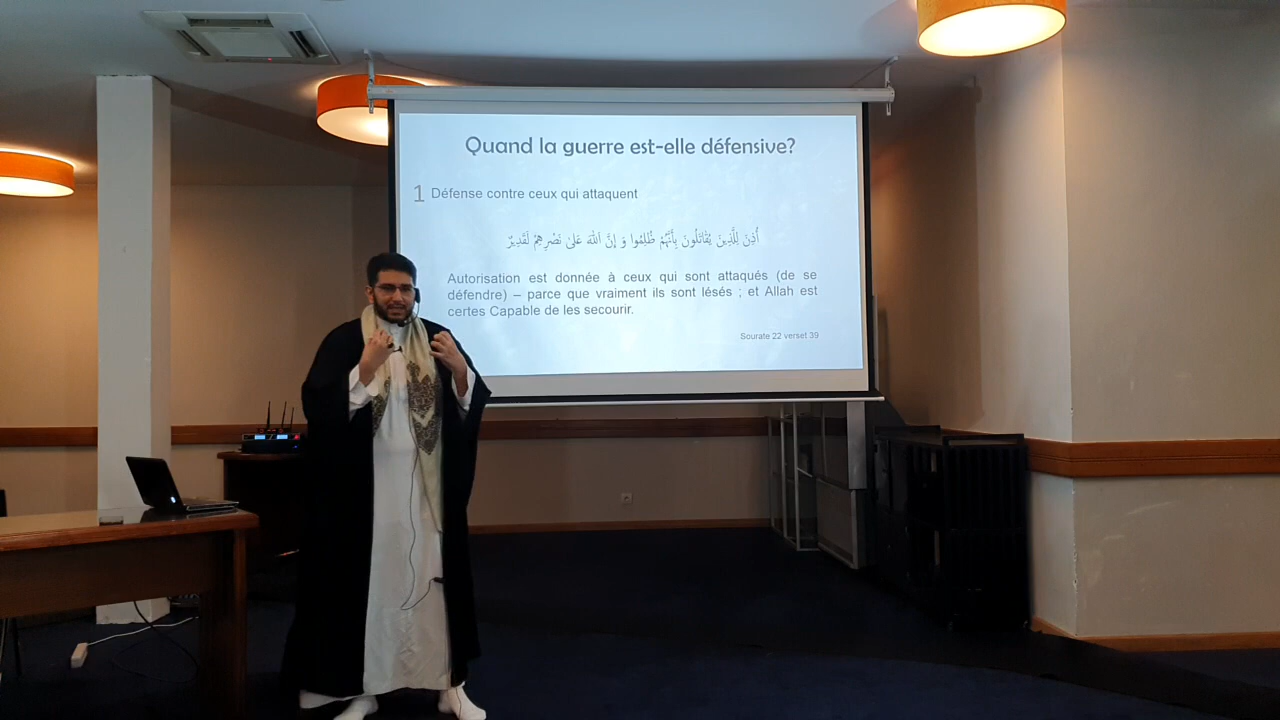 Quand la guerre est-elle défensive?
1 Défense contre ceux qui attaquent
أُذِنَ لِلَّذِينَ يُقَاتَلُونَ بِأَنَّهُمْ ظُلِمُوا وَ إِنَّ اللَّهَ عَلَىٰ نَصْرِهِمْ لَقَدِيرٌ
Autorisation est donnée à ceux qui sont attaqués (de se
défendre) – parce que vraiment ils sont lésés ; et Allah est
certes Capable de les secourir.
Sourate 22 verset 39